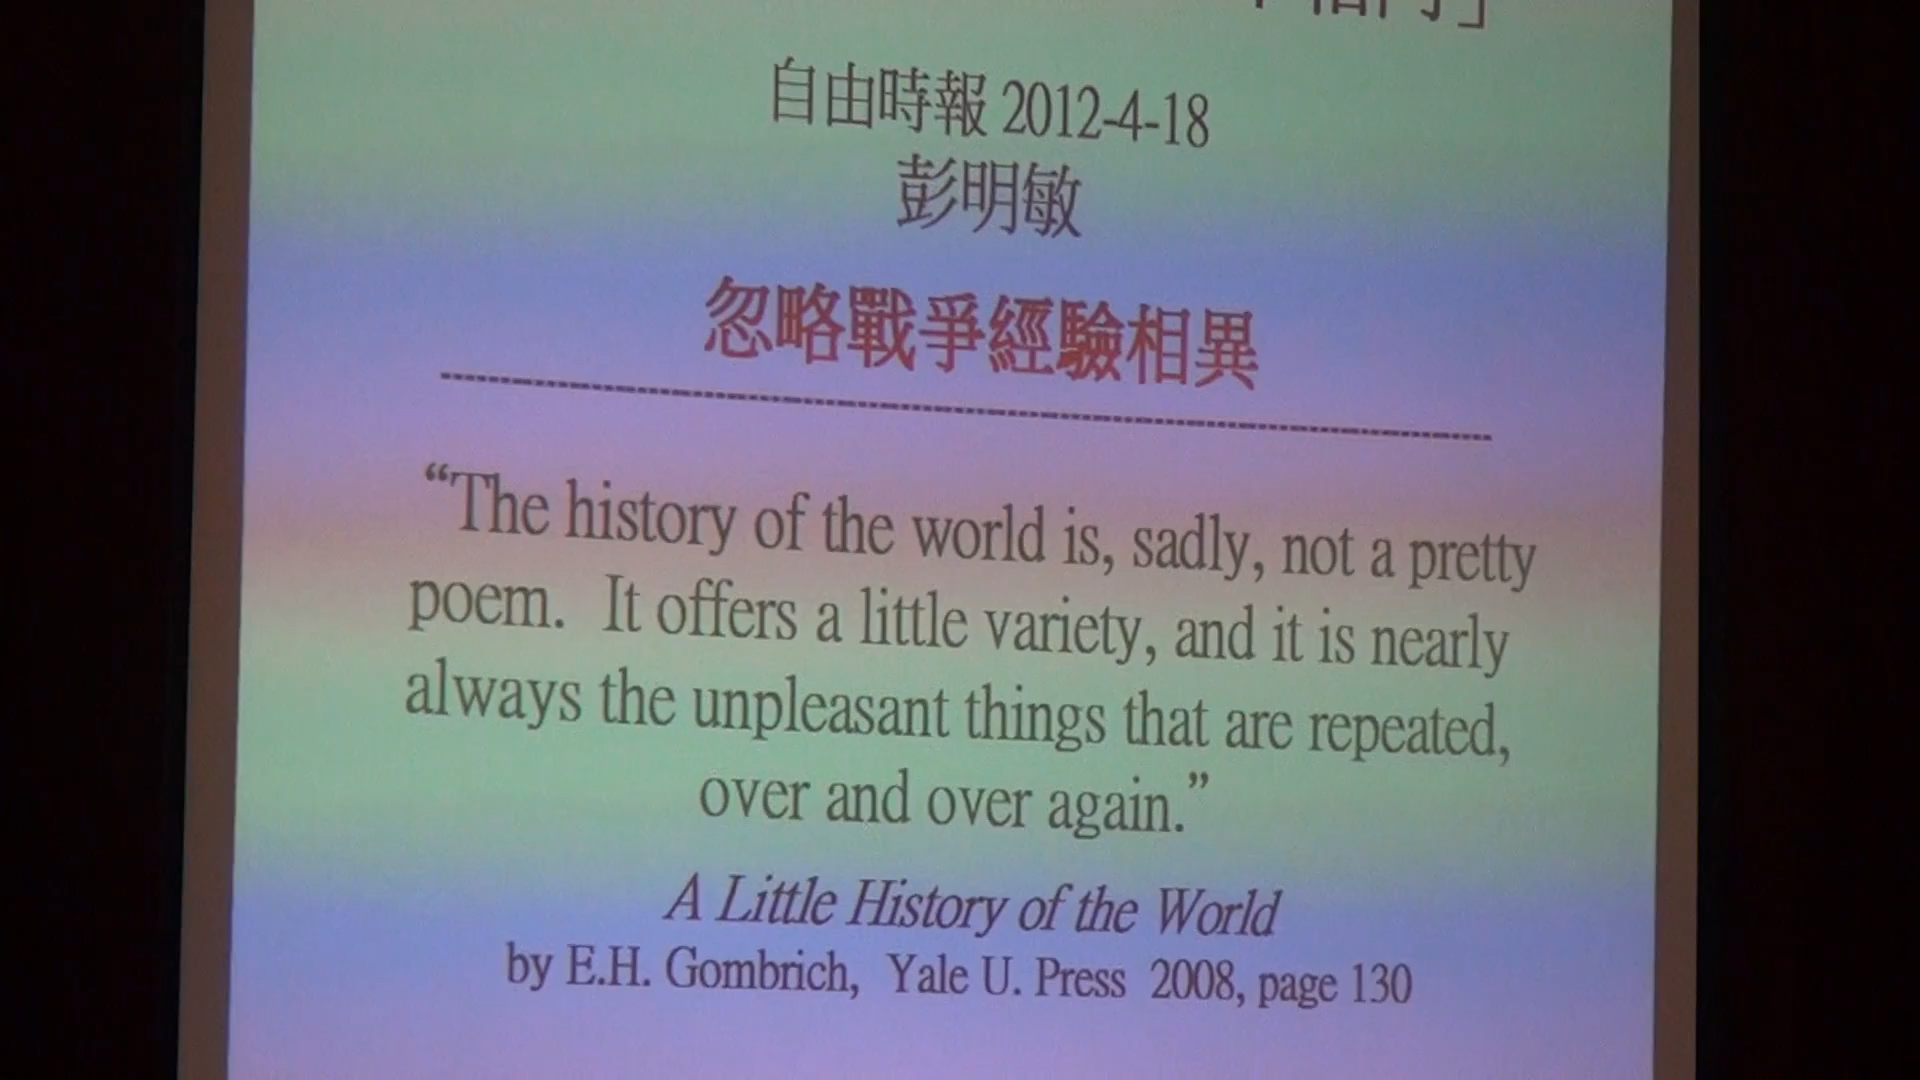 自由時報 2012-4-18
彭明敏
忽略戰爭經驗相異
“The history of the world is, sadly, not a pretty
poem. It offers a little variety, and it is nearly
always the unpleasant things that are repeated,
over and over again.”
A Little History of the World
by E.H. Gombrich, Yale U. Press 2008, page 130